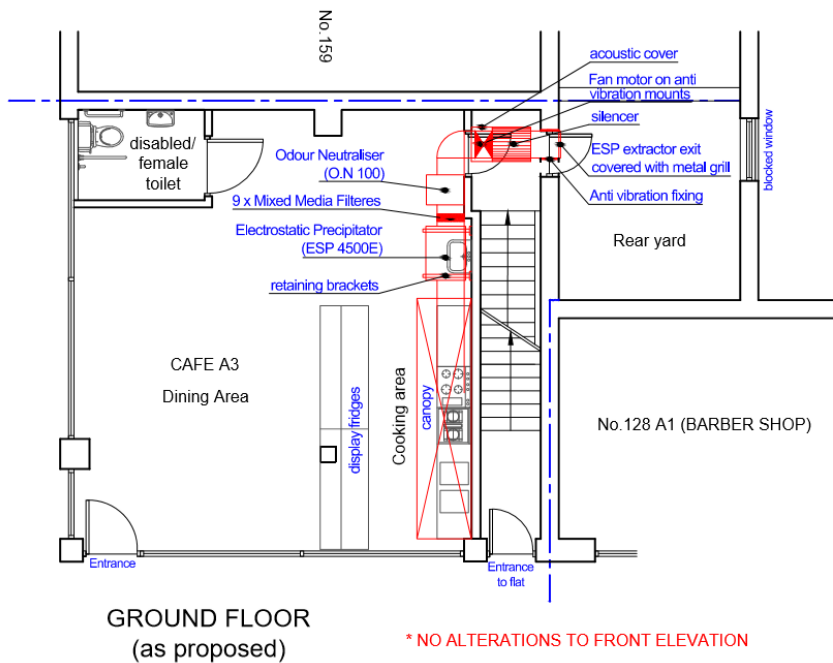 No.159
acoustic cover
Fan motor on anti
vibration mounts
silencer
ESP extractor exit
covered with metal grill
Anti vibration fixing
blocked window
disabled/
female
toilet
Odour Neutraliser
(O.N 100)
9 x Mixed Media Filteres
Electrostatic Precipitator
(ESP 4500E)
retaining brackets
Rear yard
CAFE A3
Dining Area
display fridges
Cooking area
canopy
No.128 A1 (BARBER SHOP)
Entrance
Entrance
to flat
GROUND FLOOR
(as proposed)
* NO ALTERATIONS TO FRONT ELEVATION